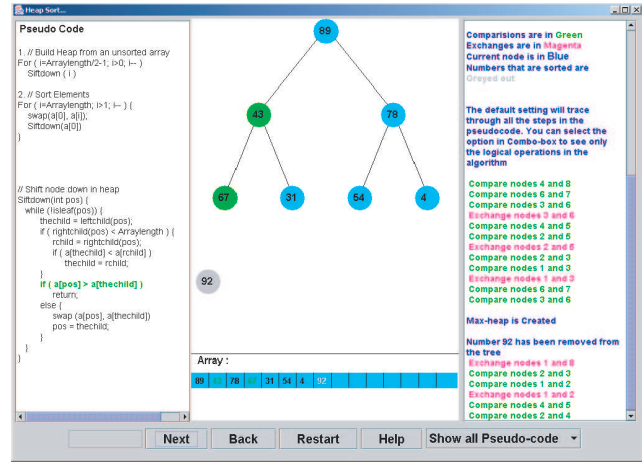 Heap Sort...
Pseudo Code
1. // Build Heap from an unsorted array
For ( i=Arraylength/2-1; i>0; i-- )
Siftdown ( i )
2. // Sort Elements
For ( i=Arraylength; i>1; i-- ) {
swap(a[0], a[i]);
Siftdown(a[0])
}
// Shift node down in heap
Siftdown(int pos) {
while (!isleaf(pos)) {
thechild = leftchild(pos);
if ( rightchild(pos) < Arraylength ) {
rchild = rightchild(pos);
if ( a[thechild] < a[rchild] )
thechild = rchild;
}
if ( a[pos] > a[thechild] )
return;
else {
swap (a[pos], a[thechild])
pos = thechild;
}
}
}
89
43
78
67
31
54
4
92
Array :
89 43 78 67 31 54 4 92
Comparisions are in Green
Exchanges are in Magenta
Current node is in Blue
Numbers that are sorted are
Greyed out
The default setting will trace
through all the steps in the
pseudocode. You can select the
option in Combo-box to see only
the logical operations in the
algorithm
Compare nodes 4 and 8
Compare nodes 6 and 7
Exchange nodes 3 and 6
Compare nodes 4 and 5
Compare nodes 2 and 5
Exchange nodes 2 and 5
Compare nodes 2 and 3
Compare nodes 1 and 3
Exchange nodes 1 and 3
Compare nodes 6 and 7
Compare nodes 3 and 6
Max-heap is Created
Number 92 has been removed from
the tree
Exchange nodes 1 and 8
Compare nodes 2 and 3
Compare nodes 1 and 2
Exchange nodes 1 and 2
Compare nodes 4 and 5
Compare nodes 2 and 4
Next
Back
Restart
Help
Show all Pseudo-code